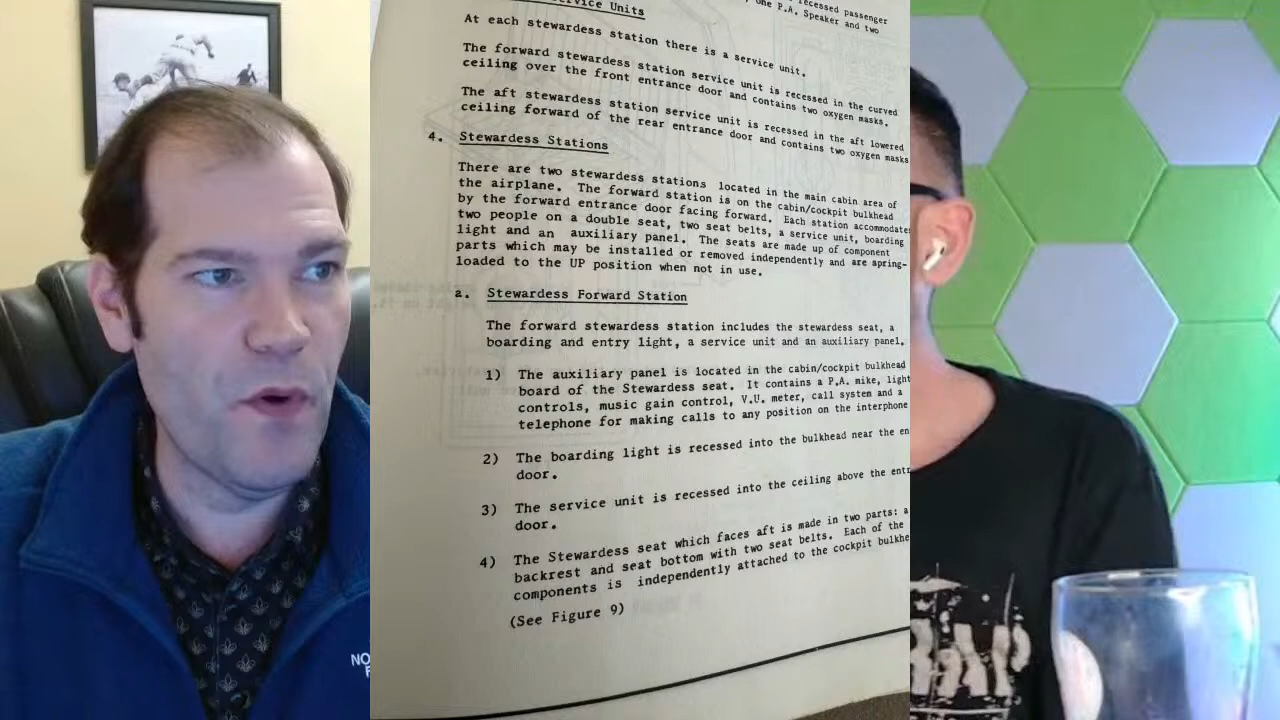 recessed passenger
one P.A. Speaker and two
Service Units
At each stewardess station there is a service unit.
The forward stewardess station service unit is recessed in the curved
ceiling over the front entrance door and contains two oxygen masks.
The aft stewardess station service unit is recessed in the aft lowered
ceiling forward of the rear entrance door and contains two oxygen masks
4. Stewardess Stations
There are two stewardess stations located in the main cabin area of
the airplane. The forward station is on the cabin/cockpit bulkhead
by the forward entrance door facing forward. Each station accommodates
two people on a double seat, two seat belts, a service unit, boarding
light and an auxiliary panel. The seats are made up of component
parts which may be installed or removed independently and are spring-
loaded to the UP position when not in use.
a. Stewardess Forward Station
The forward stewardess station includes the stewardess seat, a
boarding and entry light, a service unit and an auxiliary panel.
1) The auxiliary panel is located in the cabin/cockpit bulkhead
board of the Stewardess seat. It contains a P.A. mike, light
controls, music gain control, V.U. meter, call system and a
telephone for making calls to any position on the interphone
2) The boarding light is recessed into the bulkhead near the en
door.
3) The service unit is recessed into the ceiling above the entr
door.
4) The Stewardess seat which faces aft is made in two parts: a
backrest and seat bottom with two seat belts. Each of the
components is independently attached to the cockpit bulkhe
(See Figure 9)
NO
F